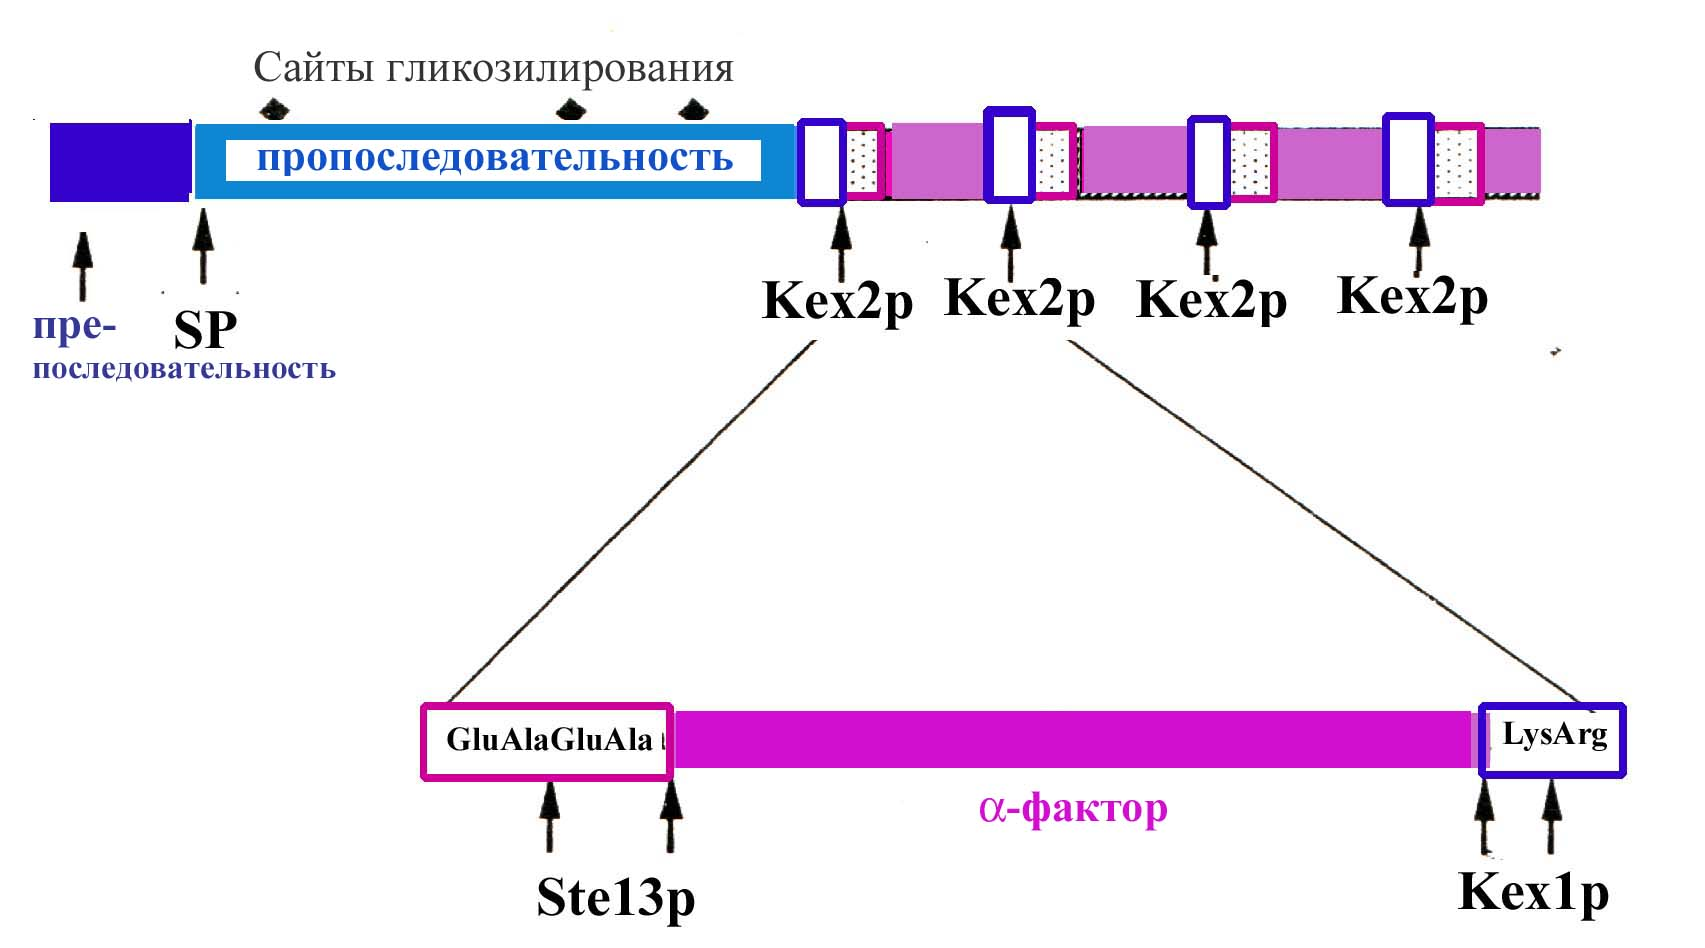 Сайты гликозилирования
пропоследовательность
Kex2p Kex2p Kex2p Kex2p
пре-
последовательность
SP
GluAlaGluAla
LysArg
α-фактор
Ste13p
Kex1p